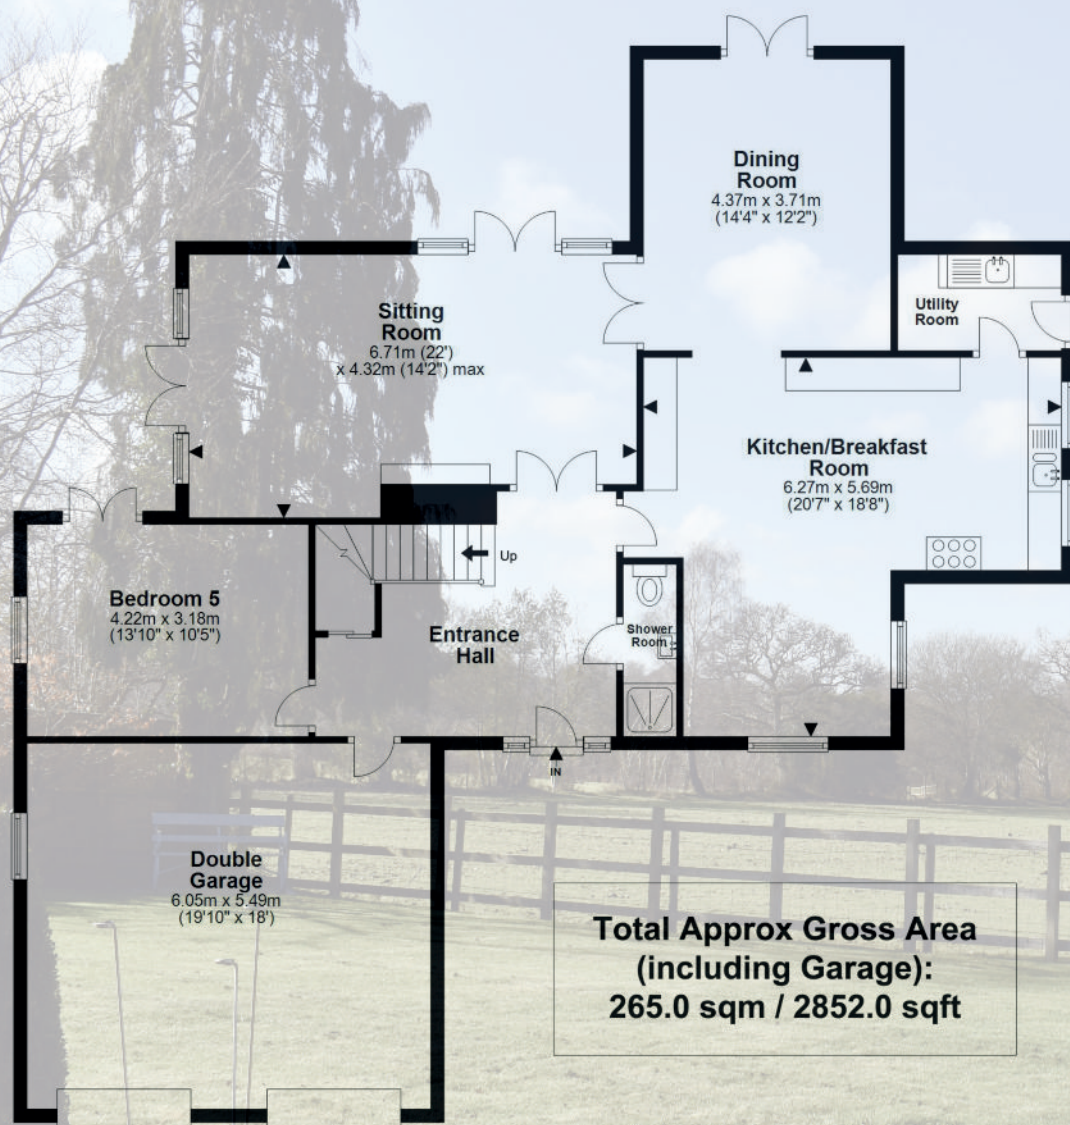 Dining
Room
4.37m x 3.71m
(14'4" x 12'2")
Sitting
Room
6.71m (22')
x 4.32m (14'2") max
Utility
Room
Kitchen/Breakfast
Room
6.27m x 5.69m
(20'7" x 18'8")
Up
Bedroom 5
4.22m x 3.18m
(13'10" x 10'5")
Entrance
Hall
Shower
Room
IN
Double
Garage
6.05m x 5.49m
(19'10" x 18')
Total Approx Gross Area
(including Garage):
265.0 sqm / 2852.0 sqft